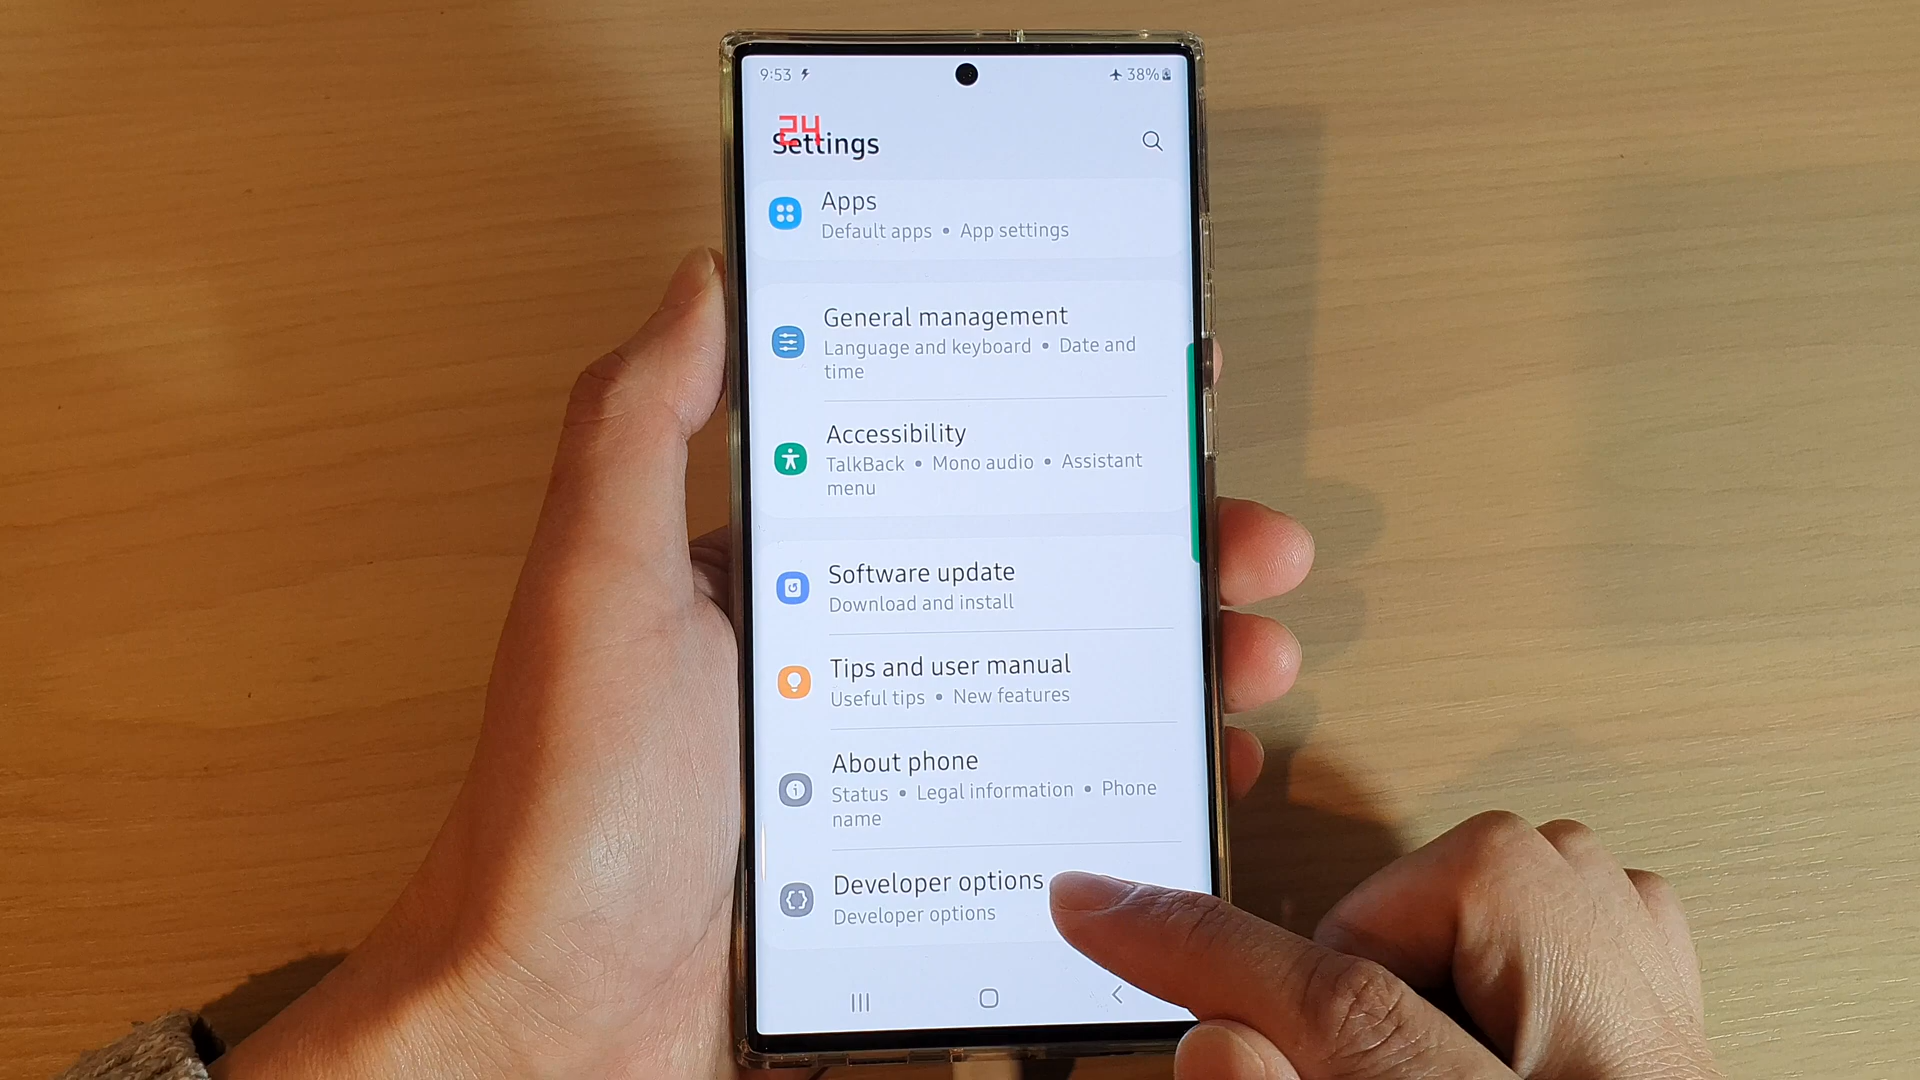 9:53
38%
24
Settings
Apps
Default apps • App settings
General management
Language and keyboard • Date and
time
Accessibility
TalkBack • Mono audio • Assistant
menu
Software update
Download and install
Tips and user manual
Useful tips • New features
About phone
Status • Legal information • Phone
name
Developer options
Developer options